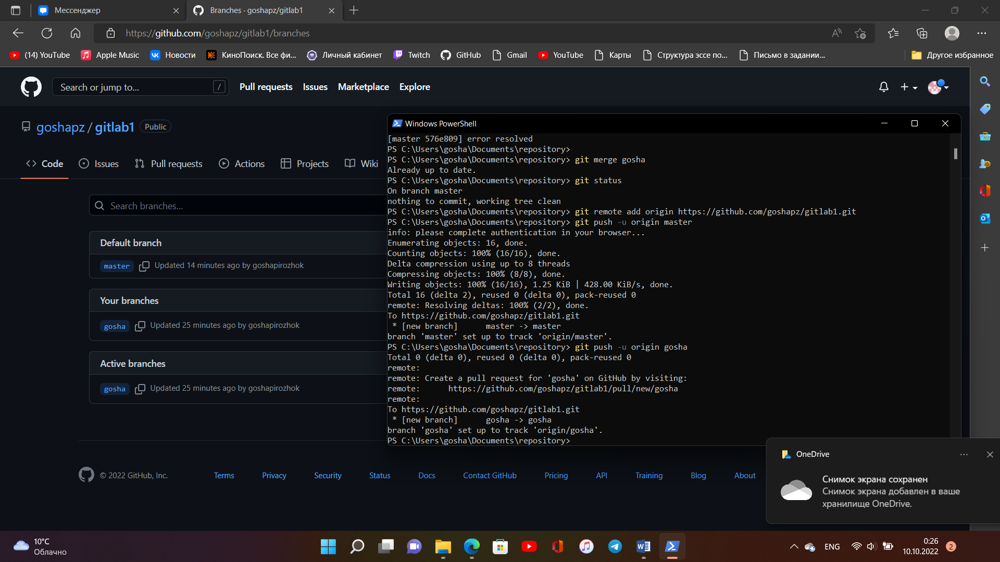 Мессенджер
Branches · goshapz/gitlab1
https://github.com/goshapz/gitlab1/branches
(14) YouTube
Apple Music
Новости
КиноПоиск. Все фи...
Личный кабинет
Twitch
GitHub
Gmail
YouTube
Карты
Структура эссе по...
Письмо в задании...
Другое избранное
Search or jump to...
/
Pull requests
Issues
Marketplace
Explore
goshapz / gitlab1
Public
Code
Issues
Pull requests
Actions
Projects
Wiki
Search branches...
Default branch
master
Updated 14 minutes ago by goshapirozhok
Your branches
gosha
Updated 25 minutes ago by goshapirozhok
Active branches
gosha
Updated 25 minutes ago by goshapirozhok
Windows PowerShell
[master 576e809] error resolved
PS C:\Users\gosha\Documents\repository>
PS C:\Users\gosha\Documents\repository> git merge gosha
Already up to date.
PS C:\Users\gosha\Documents\repository> git status
On branch master
nothing to commit, working tree clean
PS C:\Users\gosha\Documents\repository> git remote add origin https://github.com/goshapz/gitlab1.git
PS C:\Users\gosha\Documents\repository> git push -u origin master
info: please complete authentication in your browser...
Enumerating objects: 16, done.
Counting objects: 100% (16/16), done.
Delta compression using up to 8 threads
Compressing objects: 100% (8/8), done.
Writing objects: 100% (16/16), 1.25 KiB | 428.00 KiB/s, done.
Total 16 (delta 2), reused 0 (delta 0), pack-reused 0
remote: Resolving deltas: 100% (2/2), done.
To https://github.com/goshapz/gitlab1.git
* [new branch]      master -> master
branch 'master' set up to track 'origin/master'.
PS C:\Users\gosha\Documents\repository> git push -u origin gosha
Total 0 (delta 0), reused 0 (delta 0), pack-reused 0
remote:
remote: Create a pull request for 'gosha' on GitHub by visiting:
remote:      https://github.com/goshapz/gitlab1/pull/new/gosha
remote:
To https://github.com/goshapz/gitlab1.git
* [new branch]      gosha -> gosha
branch 'gosha' set up to track 'origin/gosha'.
PS C:\Users\gosha\Documents\repository>
© 2022 GitHub, Inc.
Terms
Privacy
Security
Status
Docs
Contact GitHub
Pricing
API
Training
Blog
About
OneDrive
Снимок экрана сохранен
Снимок экрана добавлен в ваше
хранилище OneDrive.
10°C
Облачно
ENG
0:26
10.10.2022
2